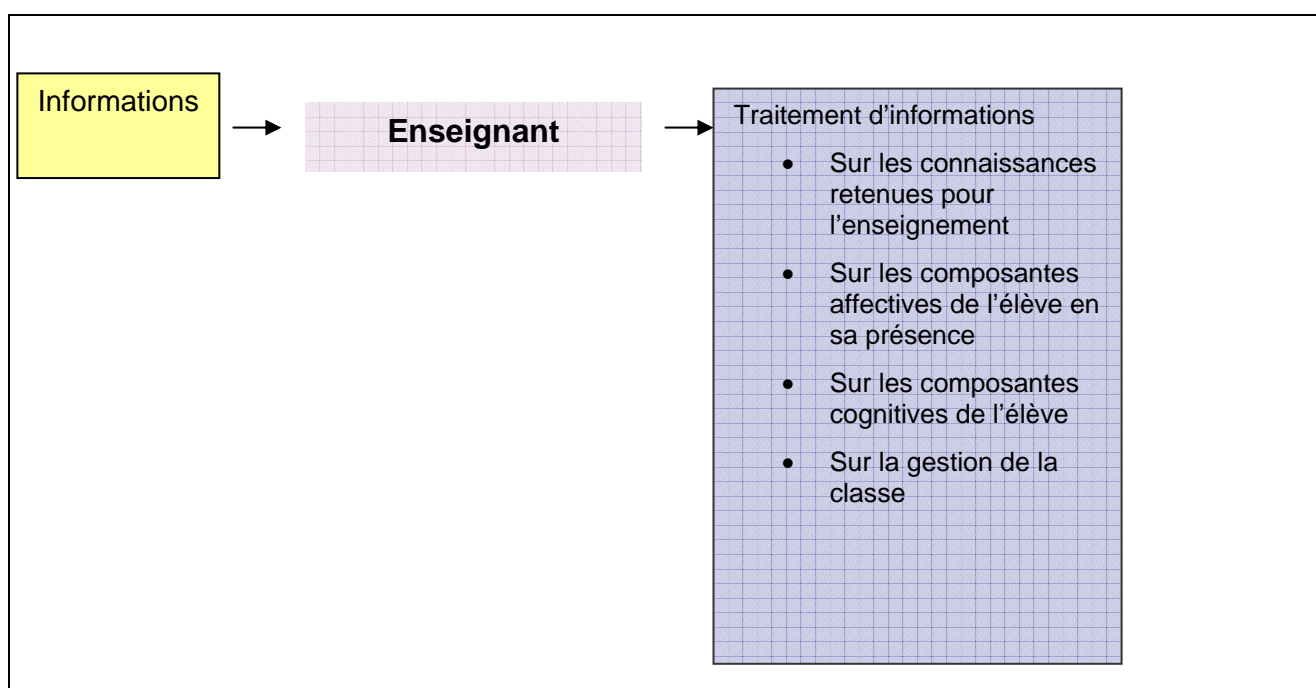 Informations
Enseignant
Traitement d’informations
• Sur les connaissances
retenues pour
l’enseignement
• Sur les composantes
affectives de l’élève en
sa présence
• Sur les composantes
cognitives de l’élève
• Sur la gestion de la
classe